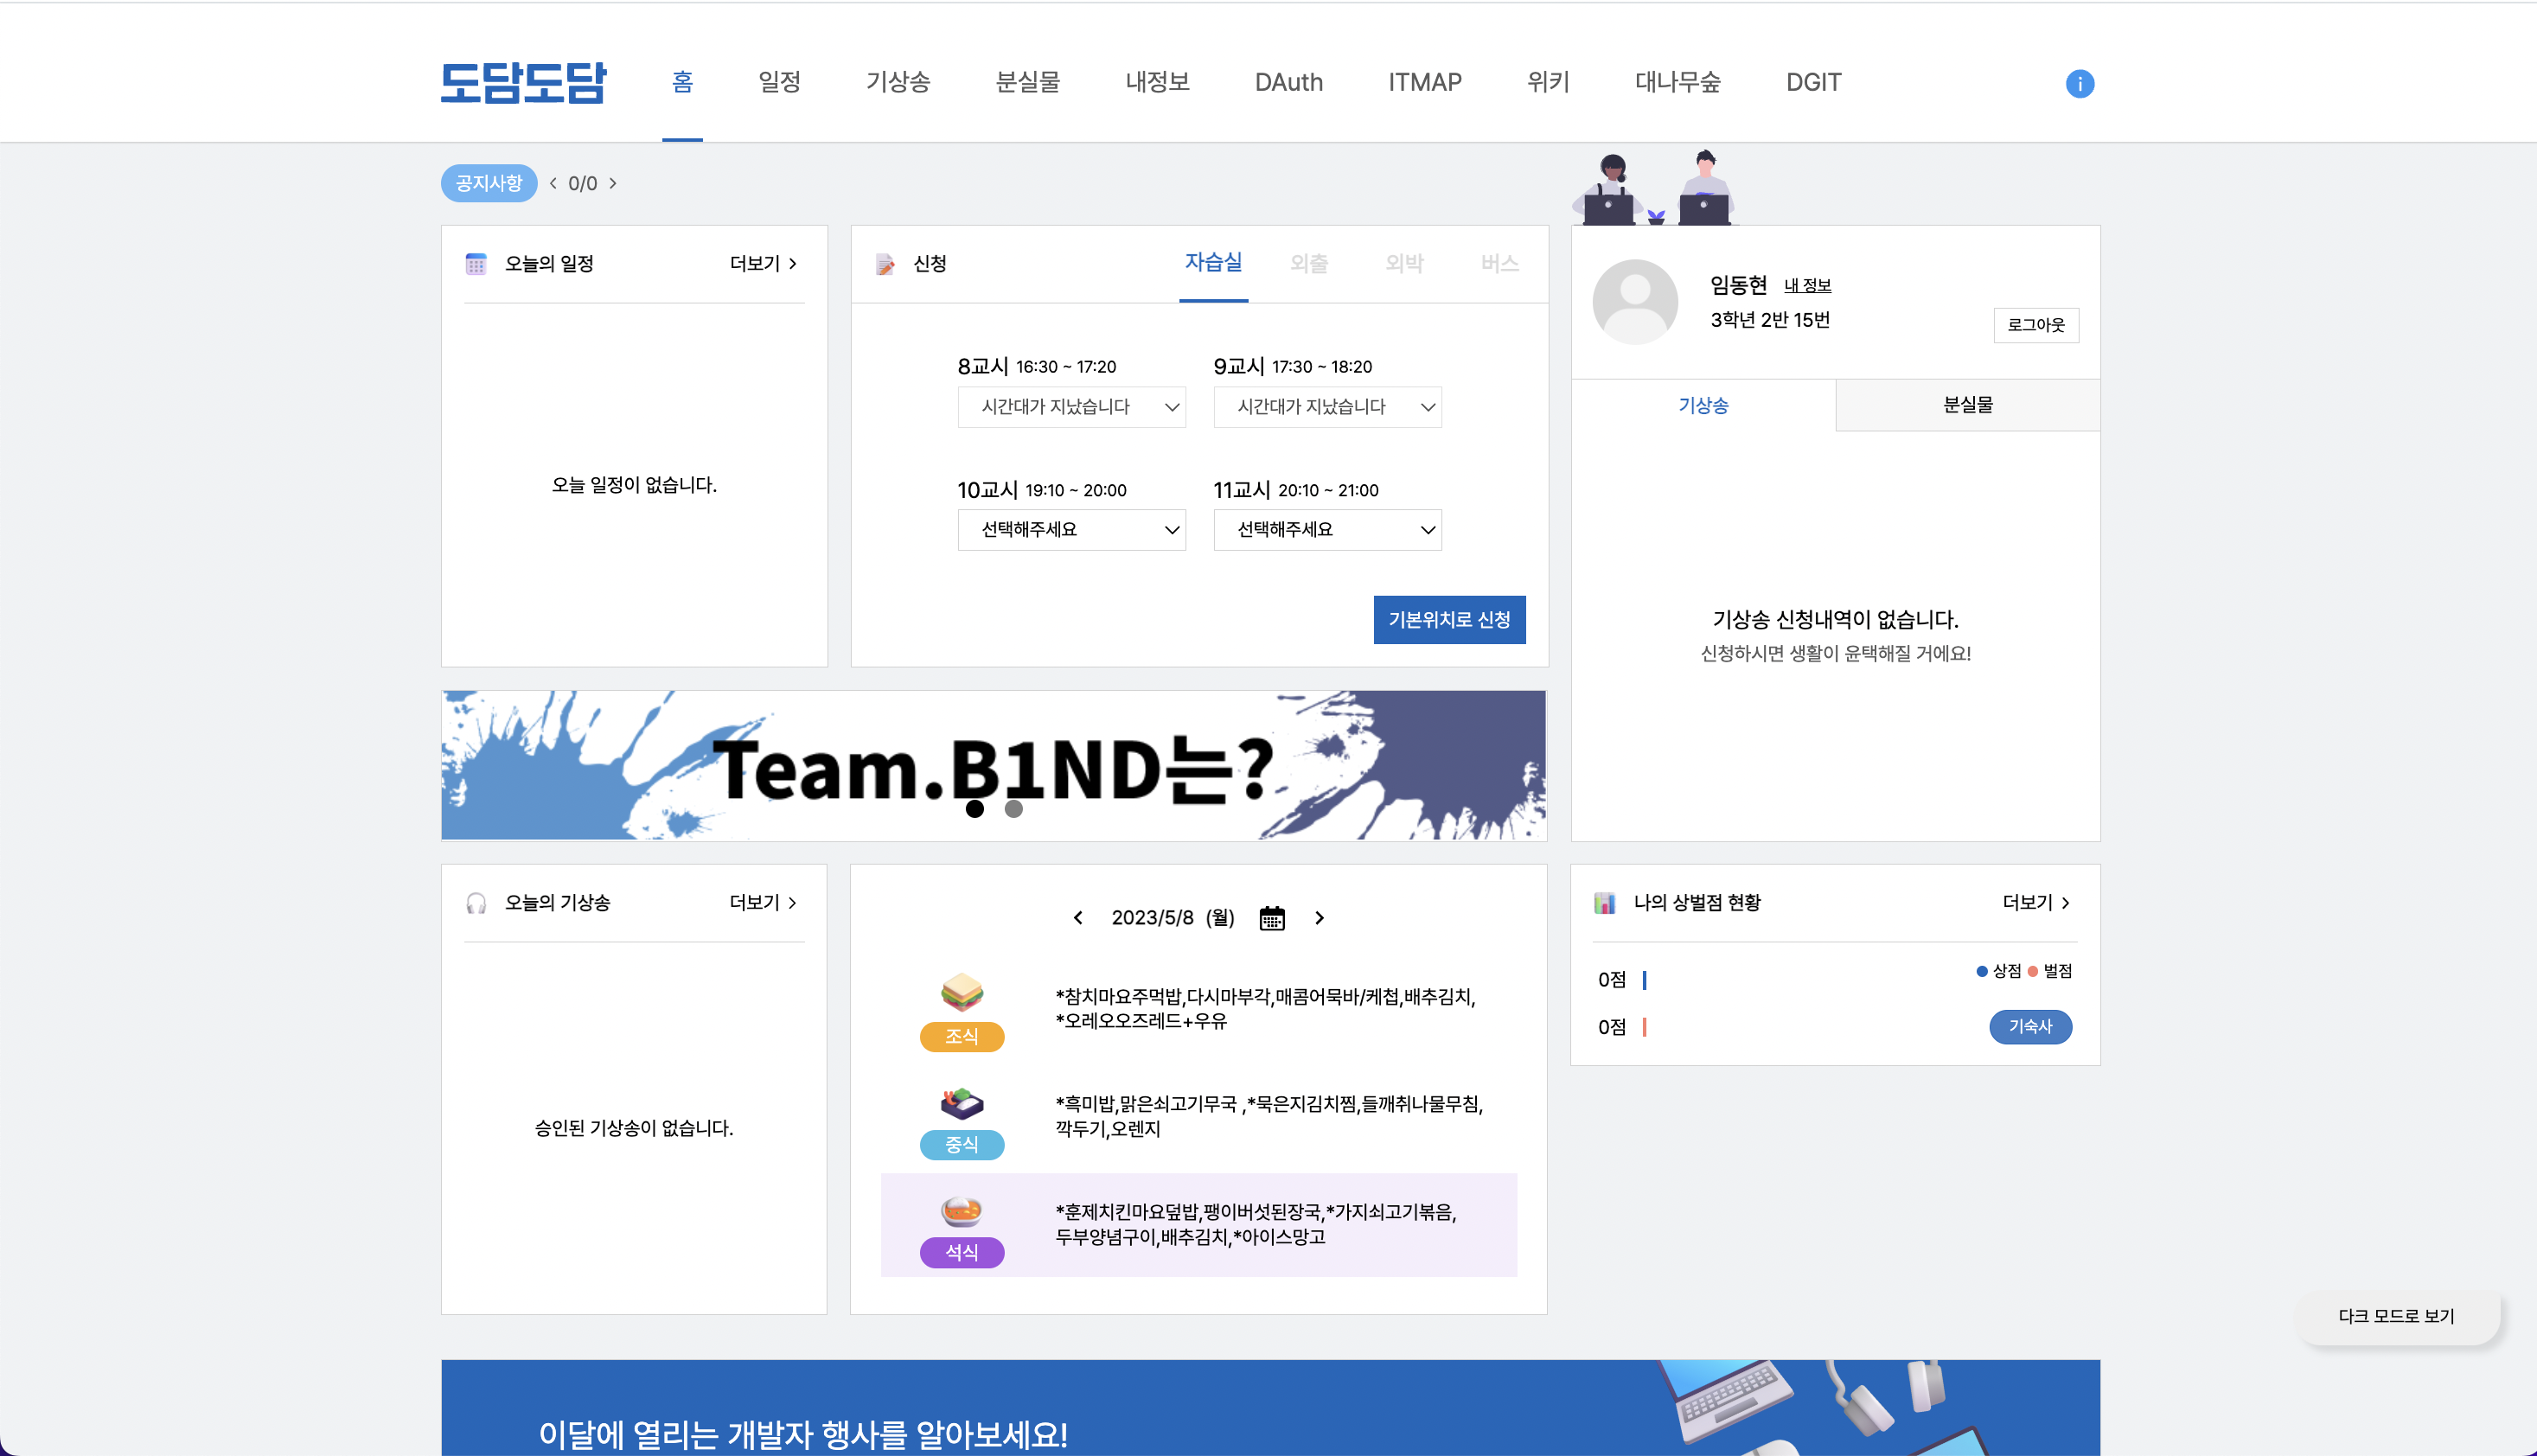 도담도담 홈 일정 기상송 분실물 내정보 DAuth ITMAP 위키 대나무숲 DGIT i
공지사항 0/0
오늘의 일정 더보기
오늘 일정이 없습니다.
신청 자습실 외출 외박 버스
8교시 16:30 ~ 17:20 9교시 17:30 ~ 18:20
시간대가 지났습니다 시간대가 지났습니다
10교시 19:10 ~ 20:00 11교시 20:10 ~ 21:00
선택해주세요 선택해주세요
기본위치로 신청
임동현 내 정보
3학년 2반 15번
로그아웃
기상송 분실물
기상송 신청내역이 없습니다.
신청하시면 생활이 윤택해질 거에요!
Team.B1ND는?
오늘의 기상송 더보기
승인된 기상송이 없습니다.
2023/5/8 (월)
조식
*참치마요주먹밥,다시마부각,매콤어묵바/케첩,배추김치,
*오레오오즈레드+우유
중식
*흑미밥,맑은쇠고기무국 ,*묵은지김치찜,들깨취나물무침,
깍두기,오렌지
석식
*훈제치킨마요덮밥,팽이버섯된장국,*가지쇠고기볶음,
두부양념구이,배추김치,*아이스망고
나의 상벌점 현황 더보기
0점 상점 벌점
0점 기숙사
다크 모드로 보기
이달에 열리는 개발자 행사를 알아보세요!